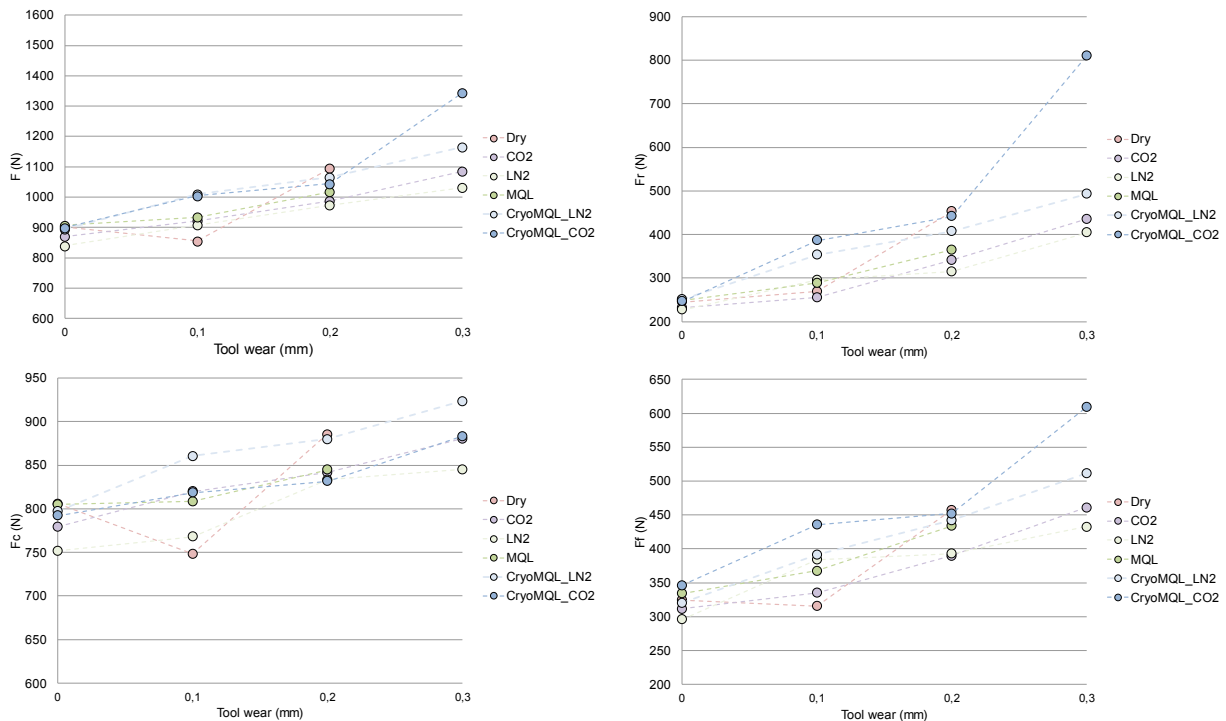 1600
1500
1400
1300
1200
1100
1000
900
800
700
600
F (N)
0
0,1
0,2
0,3
Tool wear (mm)
Dry
CO2
LN2
MQL
CryoMQL_LN2
CryoMQL_CO2
900
800
700
600
500
400
300
200
Fr (N)
0
0,1
0,2
0,3
Tool wear (mm)
Dry
CO2
LN2
MQL
CryoMQL_LN2
CryoMQL_CO2
950
900
850
800
750
700
650
600
Fc (N)
0
0,1
0,2
0,3
Tool wear (mm)
Dry
CO2
LN2
MQL
CryoMQL_LN2
CryoMQL_CO2
650
600
550
500
450
400
350
300
250
200
Ff (N)
0
0,1
0,2
0,3
Tool wear (mm)
Dry
CO2
LN2
MQL
CryoMQL_LN2
CryoMQL_CO2